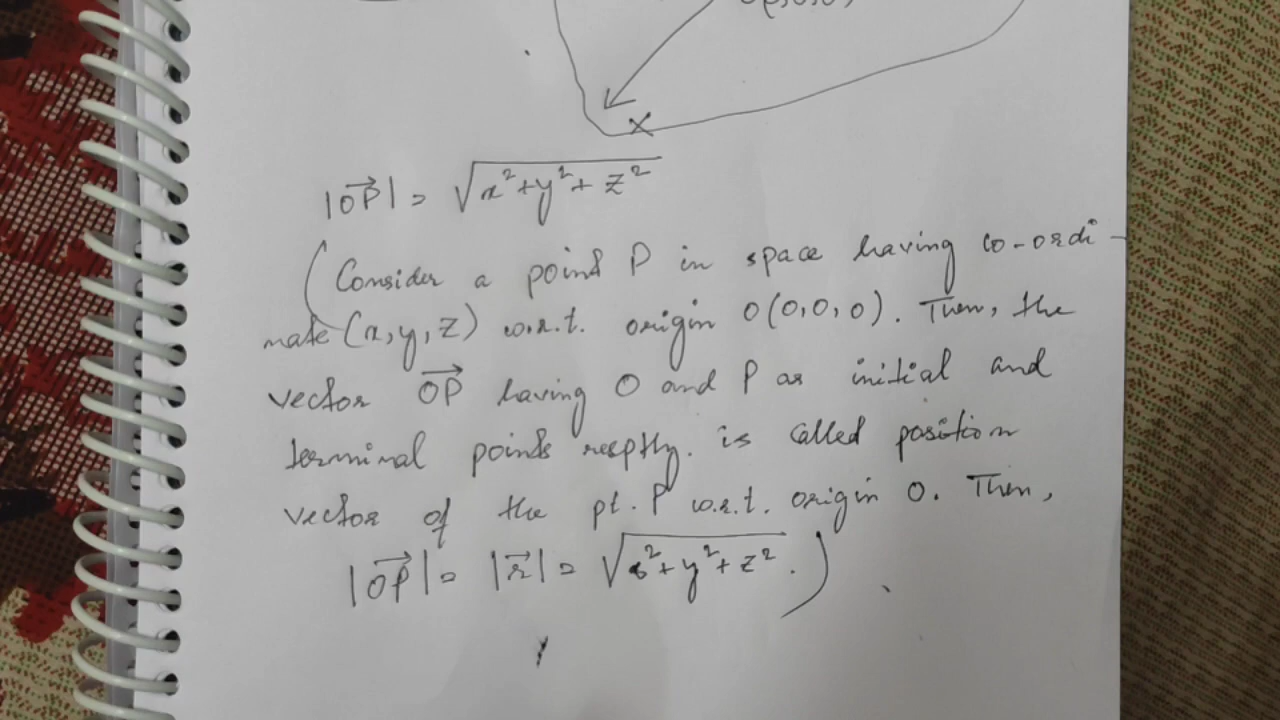 X
|OP⃗| = √x²+y²+z²
(Consider a point P in space having co-ordi-
nate (x,y,z) w.r.t. origin O(0,0,0). Then, the
vector OP⃗ having O and P as initial and
terminal points resptly. is called position
vector of the pt. P w.r.t. origin O. Then,
|OP⃗| = |r⃗| = √x²+y²+z².)